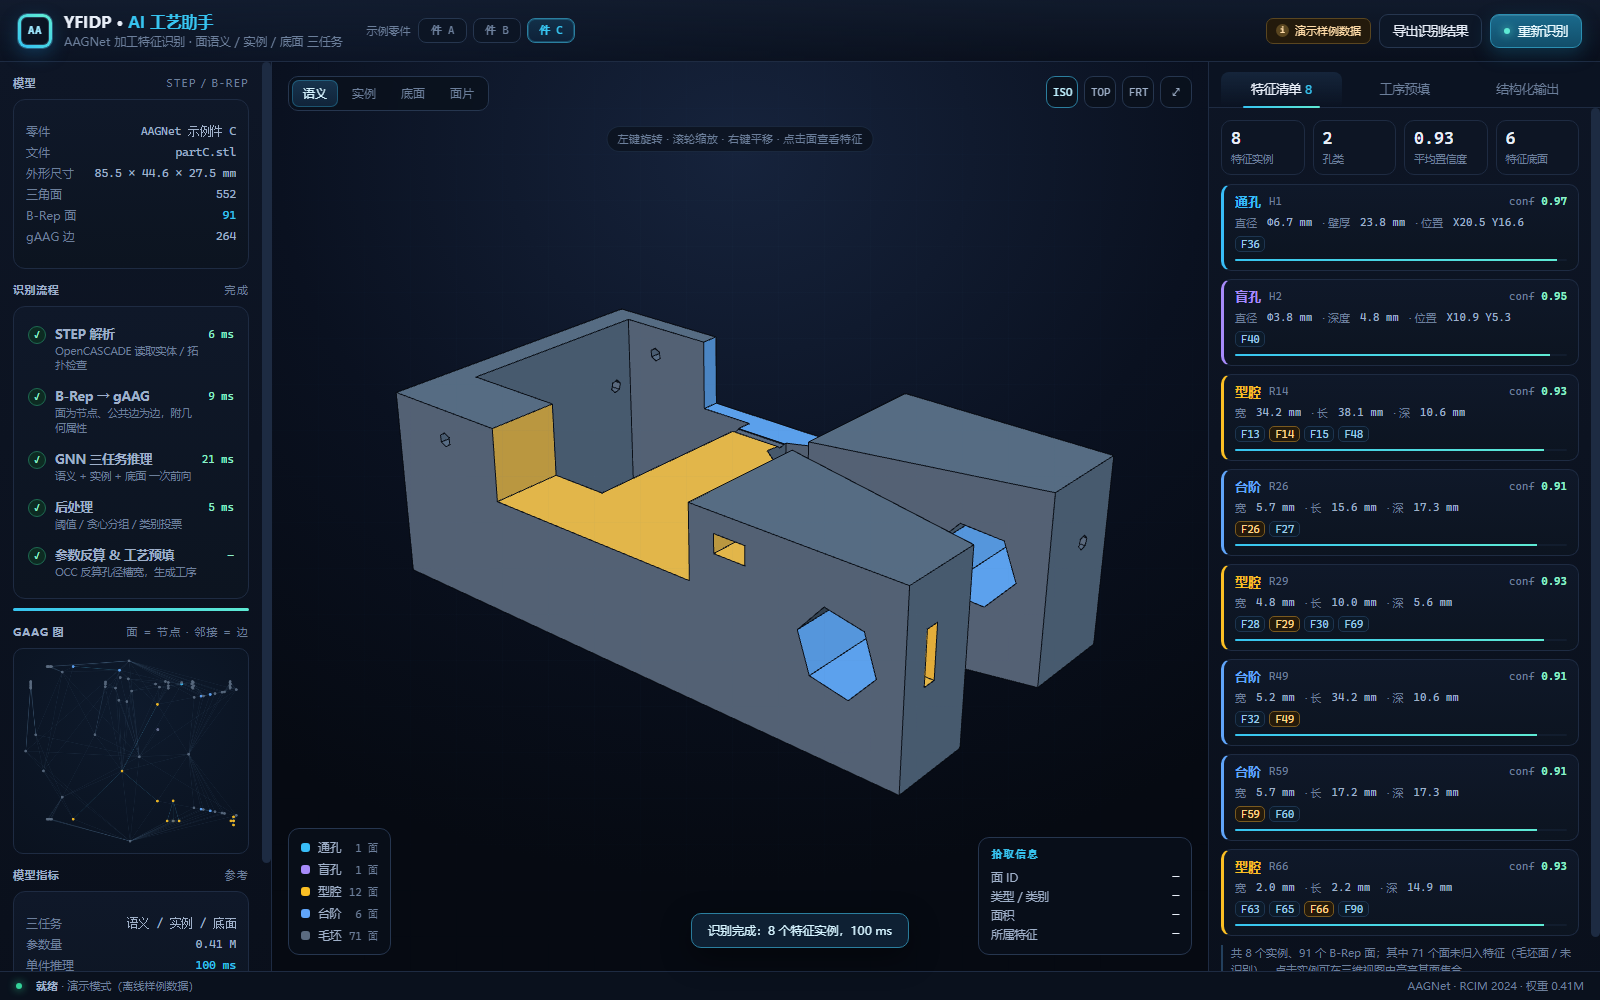 AA
YFIDP • AI 工艺助手
AAGNet 加工特征识别 · 面语义 / 实例 / 底面 三任务
示例零件 件 A 件 B 件 C
演示样例数据 导出识别结果 重新识别
模型 STEP / B-REP
零件 AAGNet 示例件 C
文件 partC.stl
外形尺寸 85.5 × 44.6 × 27.5 mm
三角面 552
B-Rep 面 91
gAAG 边 264
识别流程 完成
STEP 解析 6 ms
OpenCASCADE 读取实体 / 拓
扑检查
B-Rep → gAAG 9 ms
面为节点、公共边为边，附几
何属性
GNN 三任务推理 21 ms
语义 + 实例 + 底面 一次前向
后处理 5 ms
阈值 / 贪心分组 / 类别投票
参数反算 & 工艺预填 —
OCC 反算孔径槽宽，生成工序
GAAG 图 面 = 节点 · 邻接 = 边
模型指标 参考
三任务 语义 / 实例 / 底面
参数量 0.41 M
单件推理 100 ms
语义 实例 底面 面片
ISO TOP FRT ⤢
左键旋转 · 滚轮缩放 · 右键平移 · 点击面查看特征
通孔 1 面
盲孔 1 面
型腔 12 面
台阶 6 面
毛坯 71 面
识别完成：8 个特征实例，100 ms
拾取信息
面 ID —
类型 / 类别 —
面积 —
所属特征 —
特征清单 8 工序预填 结构化输出
8 2 0.93 6
特征实例 孔类 平均置信度 特征底面
通孔 H1 conf 0.97
直径 Φ6.7 mm · 壁厚 23.8 mm · 位置 X20.5 Y16.6
F36
盲孔 H2 conf 0.95
直径 Φ3.8 mm · 深度 4.8 mm · 位置 X10.9 Y5.3
F40
型腔 R14 conf 0.93
宽 34.2 mm · 长 38.1 mm · 深 10.6 mm
F13 F14 F15 F48
台阶 R26 conf 0.91
宽 5.7 mm · 长 15.6 mm · 深 17.3 mm
F26 F27
型腔 R29 conf 0.93
宽 4.8 mm · 长 10.0 mm · 深 5.6 mm
F28 F29 F30 F69
台阶 R49 conf 0.91
宽 5.2 mm · 长 34.2 mm · 深 10.6 mm
F32 F49
台阶 R59 conf 0.91
宽 5.7 mm · 长 17.2 mm · 深 17.3 mm
F59 F60
型腔 R66 conf 0.93
宽 2.0 mm · 长 2.2 mm · 深 14.9 mm
F63 F65 F66 F90
共 8 个实例、91 个 B-Rep 面；其中 71 个面未归入特征（毛坯面 / 未
识别）。点击实例可在三维视图中高亮其面集合
就绪 · 演示模式（离线样例数据） AAGNet · RCIM 2024 · 权重 0.41M